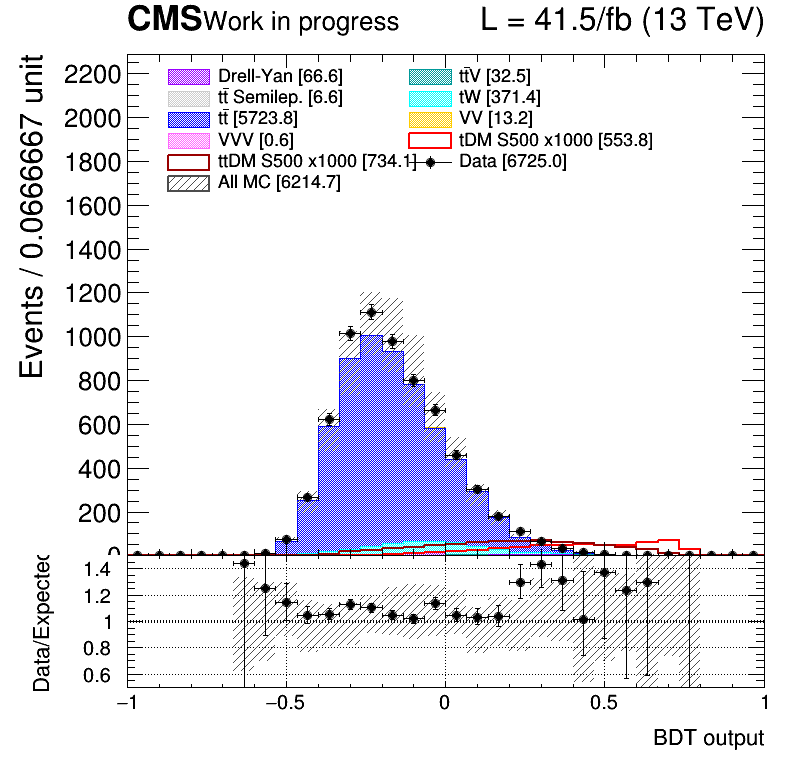 CMS Work in progress L = 41.5/fb (13 TeV)
Events / 0.0666667 unit
2200
2000
1800
1600
1400
1200
1000
800
600
400
200
0
Drell-Yan [66.6]
tt̄ Semilep. [6.6]
tt̄ [5723.8]
VVV [0.6]
ttDM S500 x1000 [734.1]
All MC [6214.7]
tt̄V [32.5]
tW [371.4]
VV [13.2]
tDM S500 x1000 [553.8]
Data [6725.0]
Data/Expected
1.4
1.2
1
0.8
0.6
−1 −0.5 0 0.5 1
BDT output